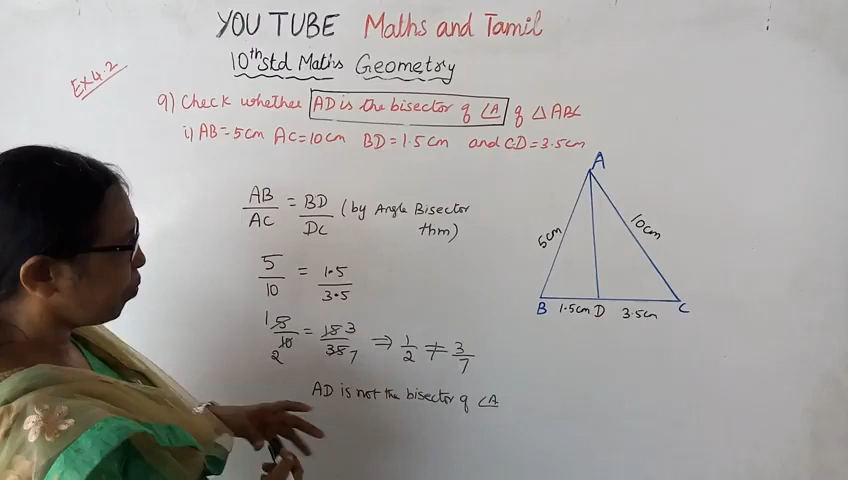 YOU TUBE Maths and Tamil
10th Std Maths Geometry
Ex 4.2
9) Check whether AD is the bisector of ∠A of △ ABC
i) AB = 5cm AC = 10cm BD = 1.5cm and CD = 3.5cm
AB/AC = BD/DC (by Angle Bisector thm)
5/10 = 1.5/3.5
1 5/10 2 = 15 3/35 7 ⇒ 1/2 ≠ 3/7
AD is not the bisector of ∠A
A
5cm 10cm
B 1.5cm D 3.5cm C